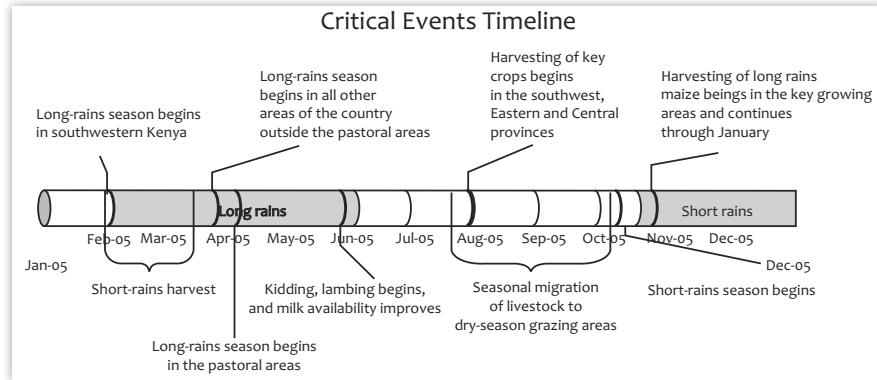 Critical Events Timeline
Long-rains season begins
in southwestern Kenya
Long-rains season
begins in all other
areas of the country
outside the pastoral areas
Harvesting of key
crops begins
in the southwest,
Eastern and Central
provinces
Harvesting of long rains
maize beings in the key growing
areas and continues
through January
Long rains
Short rains
Jan-05
Feb-05
Mar-05
Apr-05
May-05
Jun-05
Jul-05
Aug-05
Sep-05
Oct-05
Nov-05
Dec-05
Dec-05
Short-rains harvest
Long-rains season begins
in the pastoral areas
Kidding, lambing begins,
and milk availability improves
Seasonal migration
of livestock to
dry-season grazing areas
Short-rains season begins